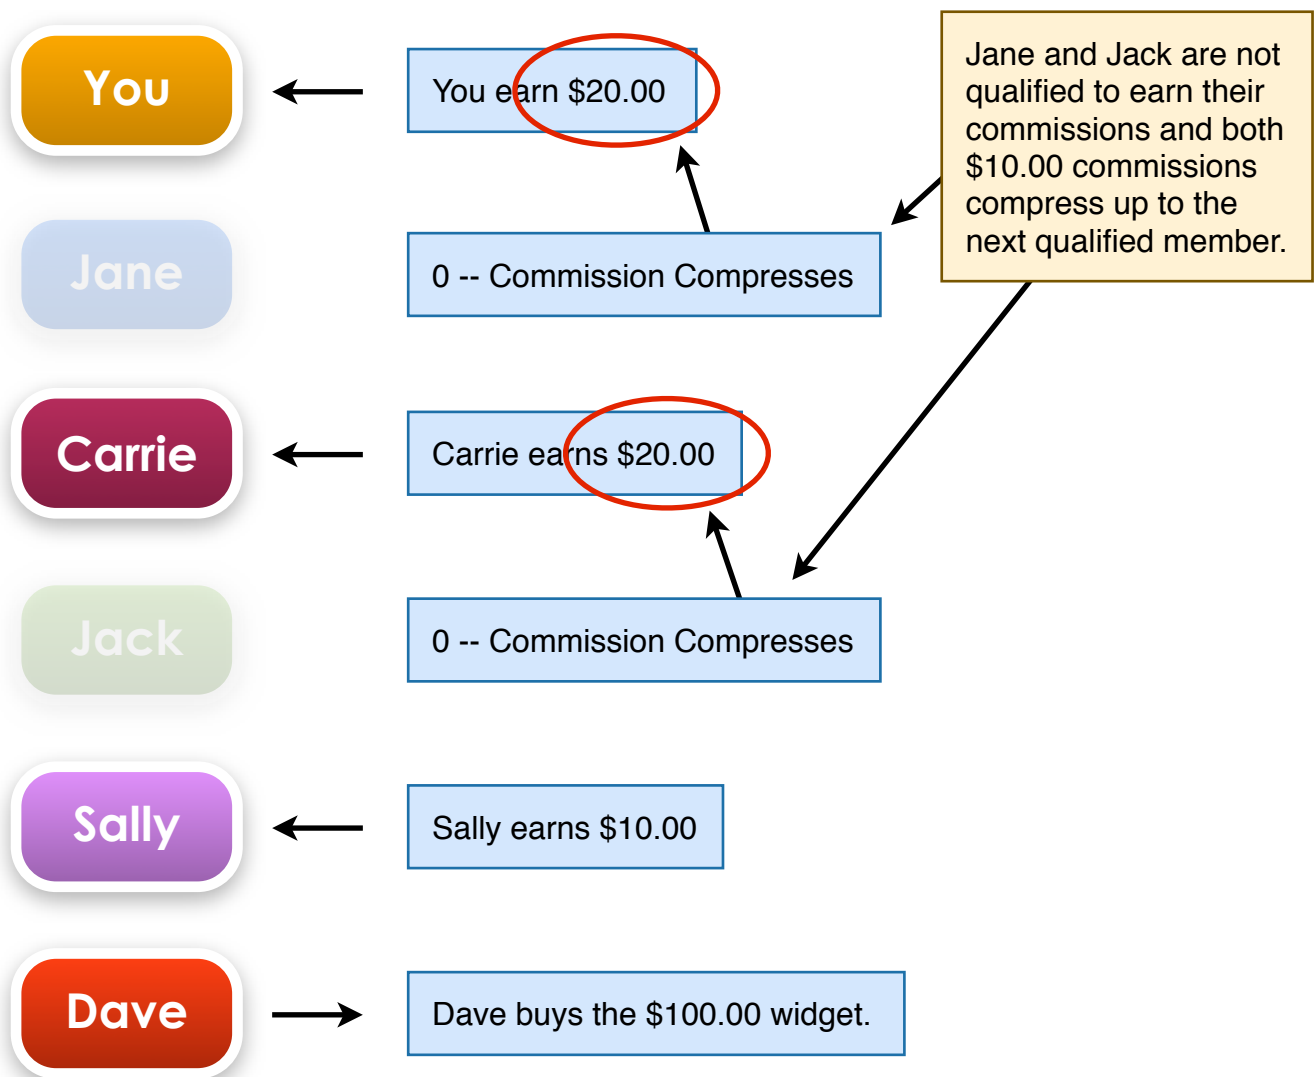 You
You earn $20.00
Jane and Jack are not
qualified to earn their
commissions and both
$10.00 commissions
compress up to the
next qualified member.
Jane
0 -- Commission Compresses
Carrie
Carrie earns $20.00
Jack
0 -- Commission Compresses
Sally
Sally earns $10.00
Dave
Dave buys the $100.00 widget.